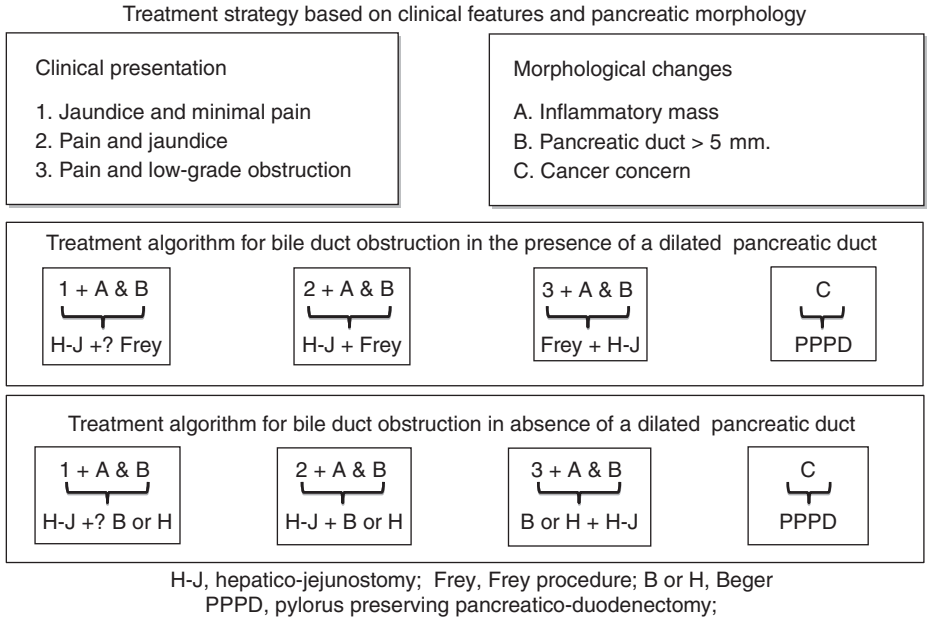 Treatment strategy based on clinical features and pancreatic morphology
Clinical presentation
1. Jaundice and minimal pain
2. Pain and jaundice
3. Pain and low-grade obstruction
Morphological changes
A. Inflammatory mass
B. Pancreatic duct > 5 mm.
C. Cancer concern
Treatment algorithm for bile duct obstruction in the presence of a dilated pancreatic duct
1 + A & B
H-J +? Frey
2 + A & B
H-J + Frey
3 + A & B
Frey + H-J
C
PPPD
Treatment algorithm for bile duct obstruction in absence of a dilated pancreatic duct
1 + A & B
H-J +? B or H
2 + A & B
H-J + B or H
3 + A & B
B or H + H-J
C
PPPD
H-J, hepatico-jejunostomy; Frey, Frey procedure; B or H, Beger
PPPD, pylorus preserving pancreatico-duodenectomy;